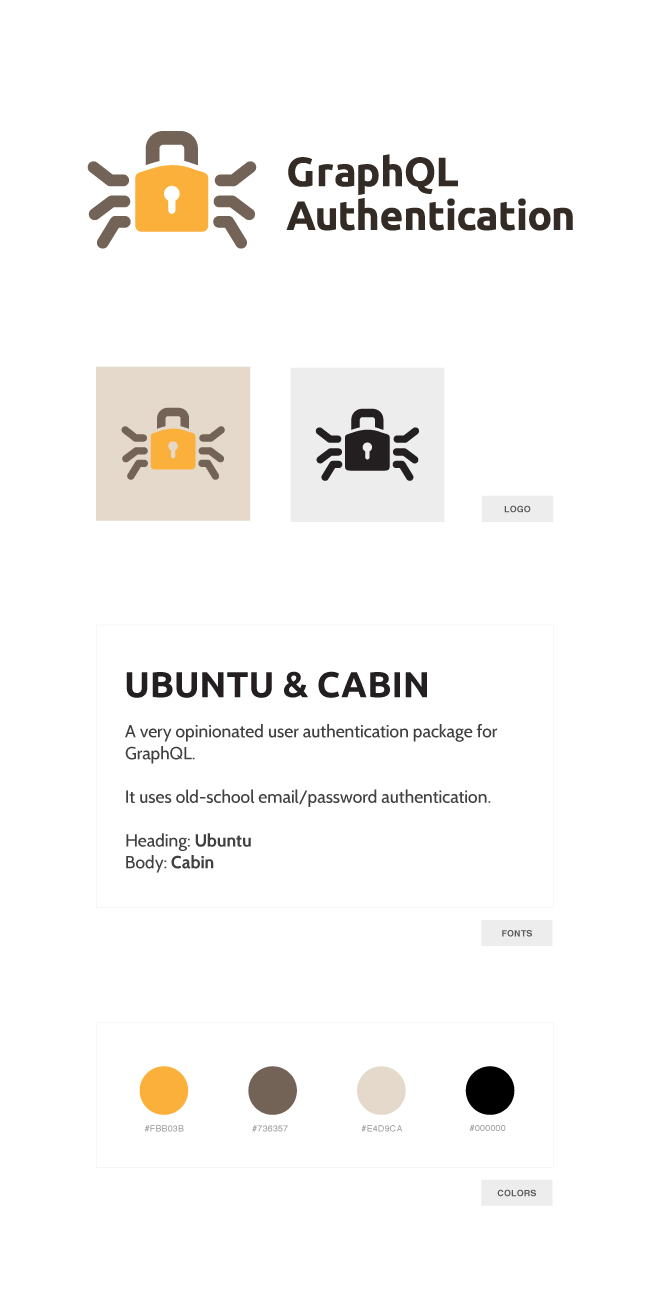 GraphQL
Authentication
LOGO
UBUNTU & CABIN
A very opinionated user authentication package for
GraphQL.
It uses old-school email/password authentication.
Heading: Ubuntu
Body: Cabin
FONTS
#FBB03B
#736357
#E4D9CA
#000000
COLORS